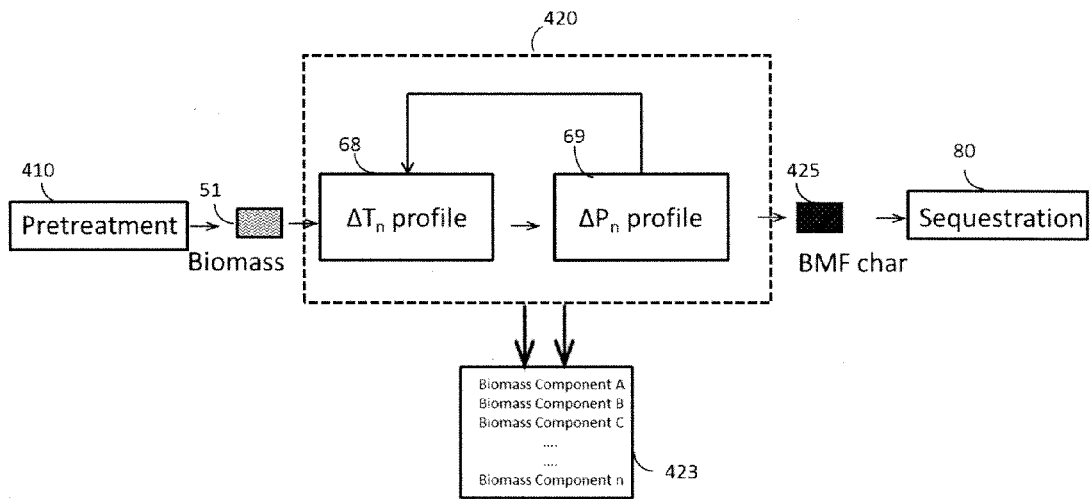 420
68
69
410
51
425
80
Pretreatment
ΔTn profile
ΔPn profile
Sequestration
Biomass
BMF char
Biomass Component A
Biomass Component B
Biomass Component C
....
....
Biomass Component n
423